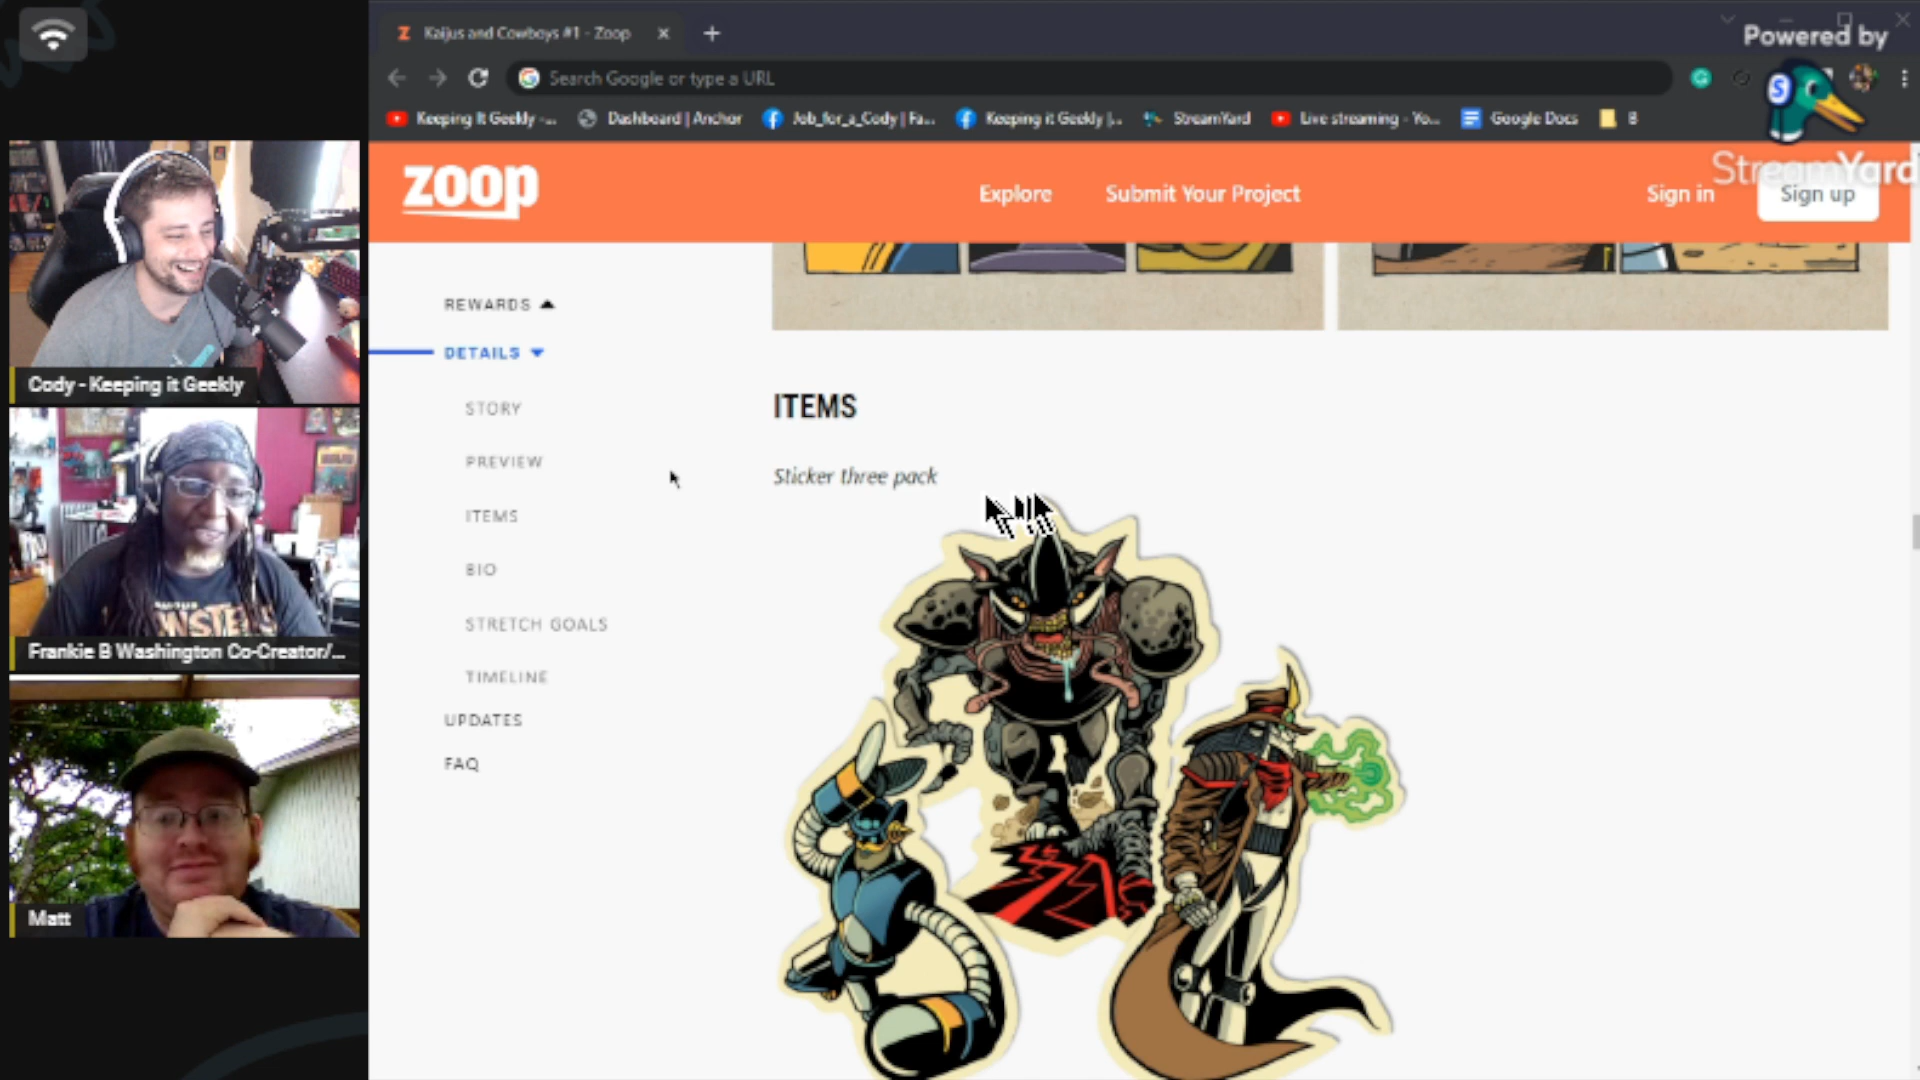 Kaijus and Cowboys #1 - Zoop
Powered by
Search Google or type a URL
Keeping It Geekly -...
Dashboard | Anchor
Job_for_a_Cody | Fa...
Keeping it Geekly |...
StreamYard
Live streaming - Yo...
Google Docs
B
StreamYard
zoop
Explore
Submit Your Project
Sign in
Sign up
REWARDS
DETAILS
STORY
PREVIEW
ITEMS
BIO
STRETCH GOALS
TIMELINE
UPDATES
FAQ
ITEMS
Sticker three pack
Cody - Keeping it Geekly
Frankie B Washington Co-Creator/...
Matt